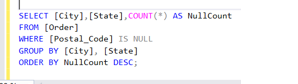 SELECT [City],[State],COUNT(*) AS NullCount
FROM [Order]
WHERE [Postal_Code] IS NULL
GROUP BY [City], [State]
ORDER BY NullCount DESC;